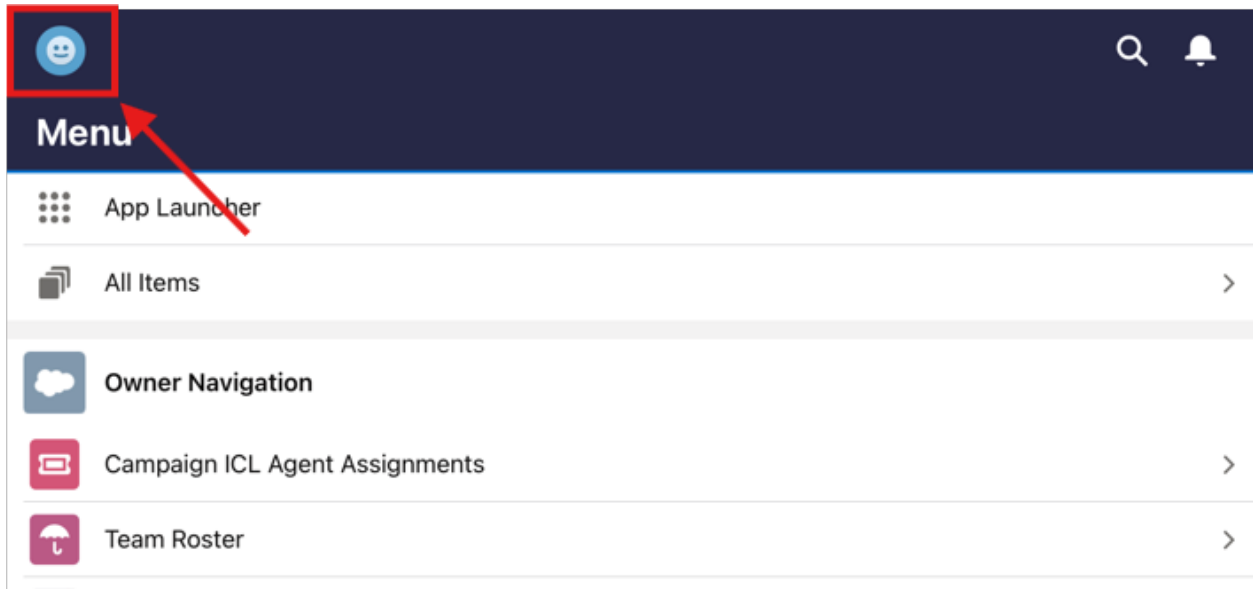 Menu
App Launcher
All Items
Owner Navigation
Campaign ICL Agent Assignments
Team Roster